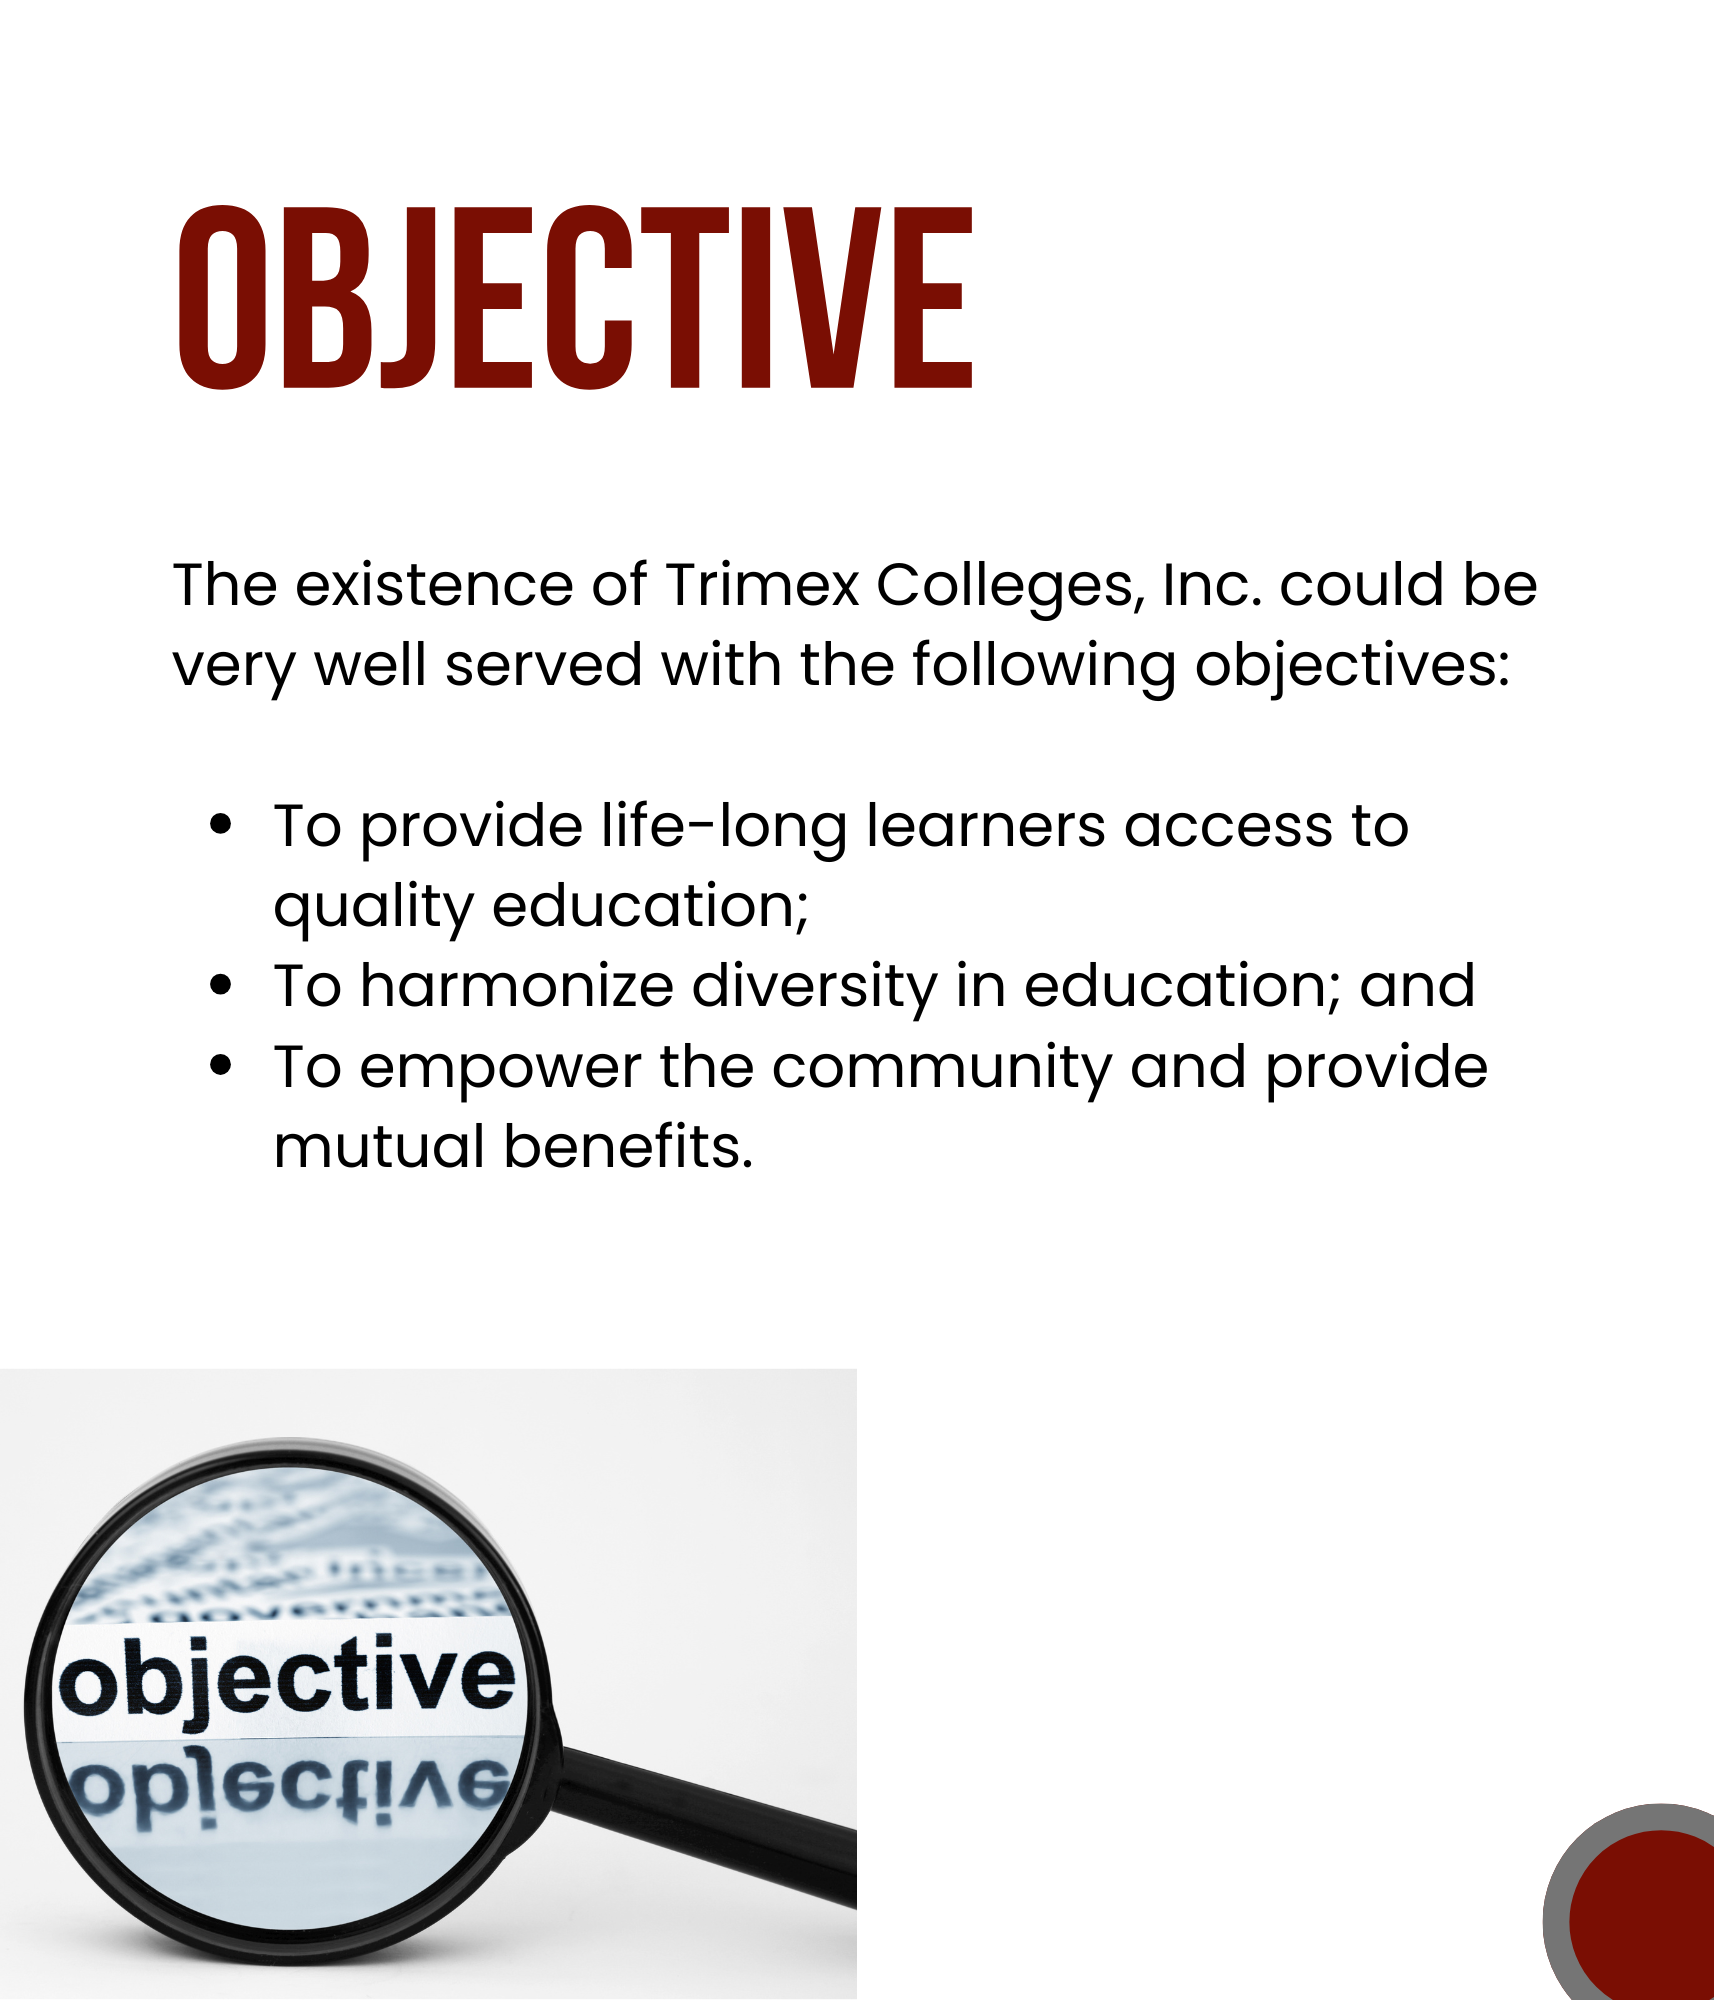 OBJECTIVE
The existence of Trimex Colleges, Inc. could be
very well served with the following objectives:
• To provide life-long learners access to
quality education;
• To harmonize diversity in education; and
• To empower the community and provide
mutual benefits.
objective
objective